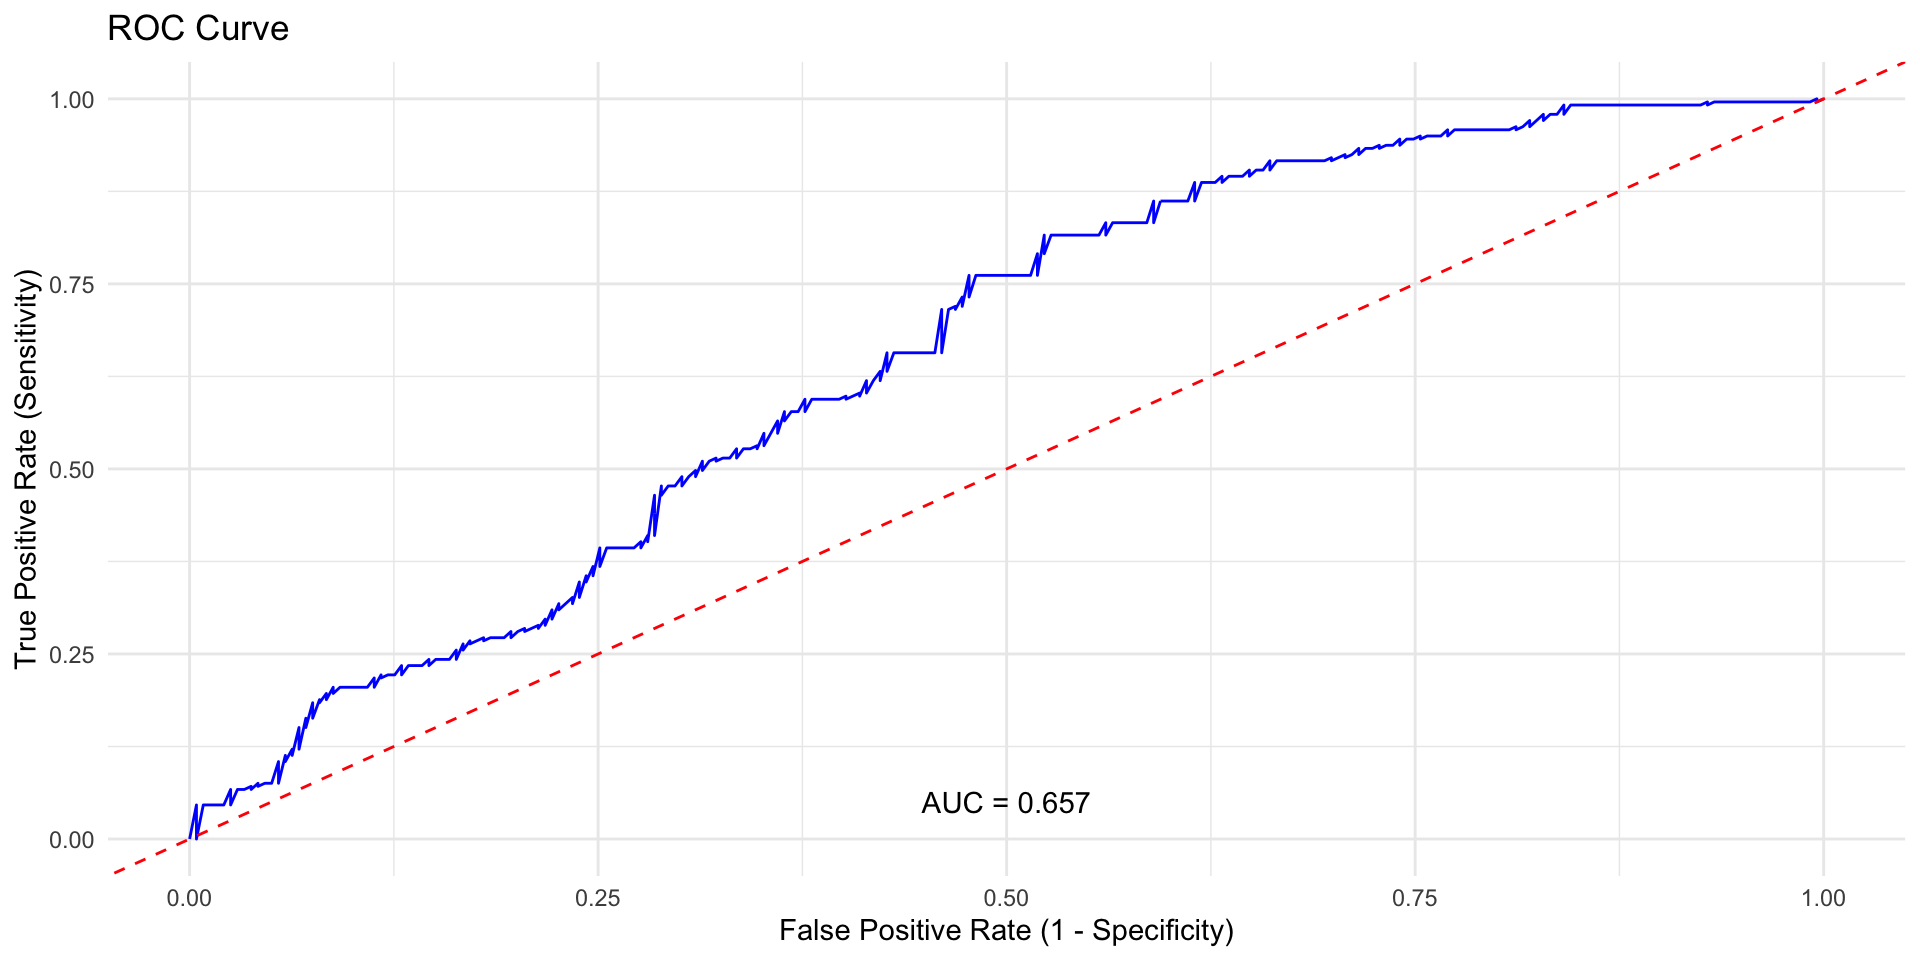 ROC Curve
1.00
0.75
0.50
0.25
0.00
True Positive Rate (Sensitivity)
AUC = 0.657
0.00 0.25 0.50 0.75 1.00
False Positive Rate (1 - Specificity)